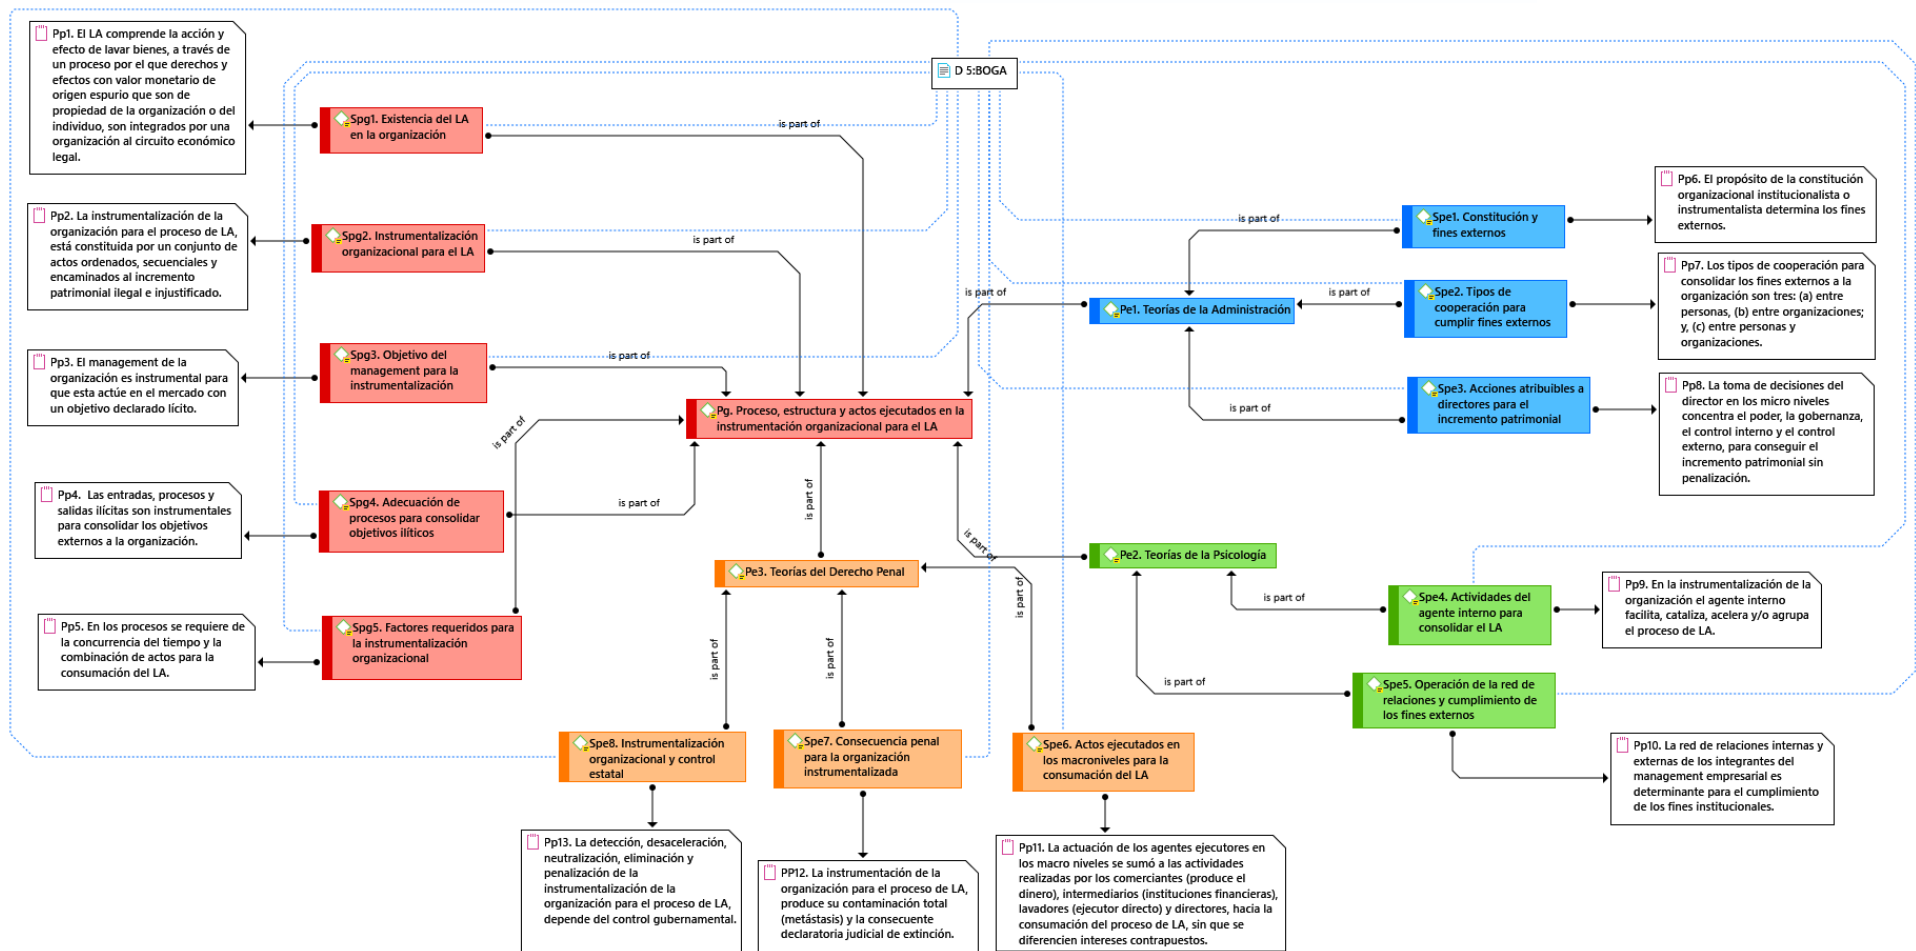 D 5:BOGA
Pp1. El LA comprende la acción y
efecto de lavar bienes, a través de
un proceso por el que derechos y
efectos con valor monetario de
origen espurio que son de
propiedad de la organización o del
individuo, son integrados por una
organización al circuito económico
legal.
Spg1. Existencia del LA
en la organización
is part of
Pp2. La instrumentalización de la
organización para el proceso de LA,
está constituida por un conjunto de
actos ordenados, secuenciales y
encaminados al incremento
patrimonial ilegal e injustificado.
Spg2. Instrumentalización
organizacional para el LA
is part of
Pp3. El management de la
organización es instrumental para
que esta actúe en el mercado con
un objetivo declarado lícito.
Spg3. Objetivo del
management para la
instrumentalización
is part of
Pg. Proceso, estructura y actos ejecutados en la
instrumentación organizacional para el LA
Pp4. Las entradas, procesos y
salidas ilícitas son instrumentales
para consolidar los objetivos
externos a la organización.
Spg4. Adecuación de
procesos para consolidar
objetivos ilíticos
is part of
Pp5. En los procesos se requiere de
la concurrencia del tiempo y la
combinación de actos para la
consumación del LA.
Spg5. Factores requeridos para
la instrumentalización
organizacional
is part of
Pe1. Teorías de la Administración
is part of
Spe1. Constitución y
fines externos
is part of
Pp6. El propósito de la constitución
organizacional institucionalista o
instrumentalista determina los fines
externos.
Spe2. Tipos de
cooperación para
cumplir fines externos
is part of
Pp7. Los tipos de cooperación para
consolidar los fines externos a la
organización son tres: (a) entre
personas, (b) entre organizaciones;
y, (c) entre personas y
organizaciones.
Spe3. Acciones atribuibles a
directores para el
incremento patrimonial
is part of
Pp8. La toma de decisiones del
director en los micro niveles
concentra el poder, la gobernanza,
el control interno y el control
externo, para conseguir el
incremento patrimonial sin
penalización.
Pe2. Teorías de la Psicología
is part of
Spe4. Actividades del
agente interno para
consolidar el LA
is part of
Pp9. En la instrumentalización de la
organización el agente interno
facilita, cataliza, acelera y/o agrupa
el proceso de LA.
Spe5. Operación de la red de
relaciones y cumplimiento de
los fines externos
is part of
Pp10. La red de relaciones internas y
externas de los integrantes del
management empresarial es
determinante para el cumplimiento
de los fines institucionales.
Pe3. Teorías del Derecho Penal
is part of
Spe8. Instrumentalización
organizacional y control
estatal
is part of
Spe7. Consecuencia penal
para la organización
instrumentalizada
is part of
Spe6. Actos ejecutados en
los macroniveles para la
consumación del LA
is part of
Pp13. La detección, desaceleración,
neutralización, eliminación y
penalización de la
instrumentalización de la
organización para el proceso de LA,
depende del control gubernamental.
PP12. La instrumentación de la
organización para el proceso de LA,
produce su contaminación total
(metástasis) y la consecuente
declaratoria judicial de extinción.
Pp11. La actuación de los agentes ejecutores en
los macro niveles se sumó a las actividades
realizadas por los comerciantes (produce el
dinero), intermediarios (instituciones financieras),
lavadores (ejecutor directo) y directores, hacia la
consumación del proceso de LA, sin que se
diferencien intereses contrapuestos.